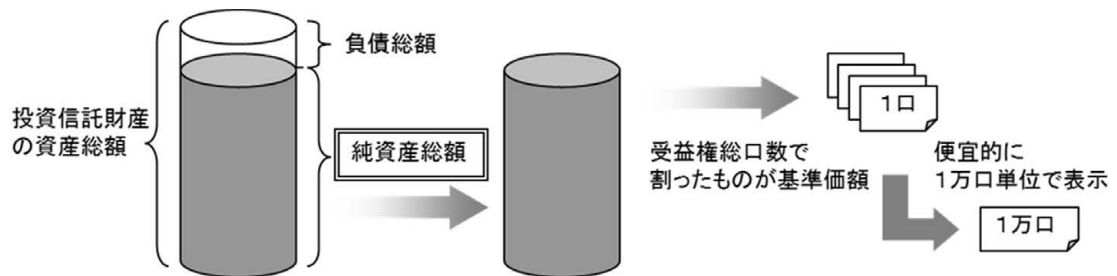 負債総額
投資信託財産
の資産総額
純資産総額
受益権総口数で
割ったものが基準価額
1口
便宜的に
1万口単位で表示
1万口